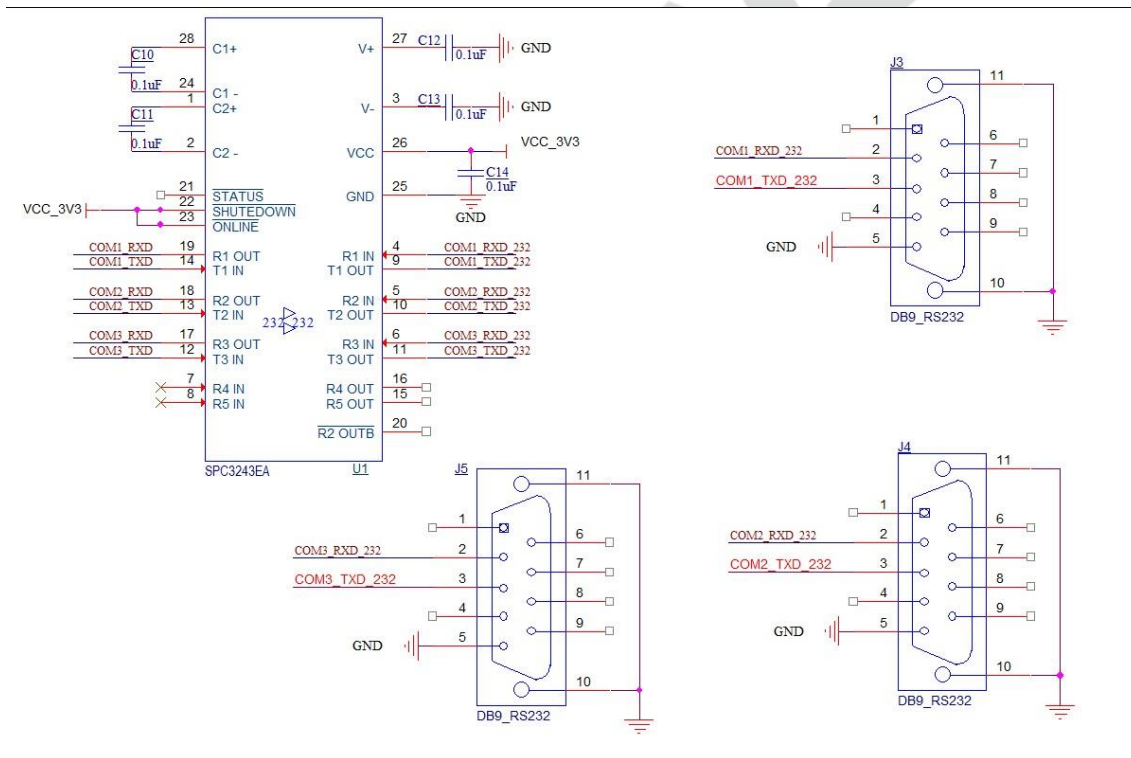 28 C1+
C10
0.1uF
24 C1 -
1 C2+
C11
0.1uF
2 C2 -
21 STATUS
VCC_3V3
22 SHUTEDOWN
23 ONLINE
COM1_RXD 19 R1 OUT
COM1_TXD 14 T1 IN
COM2_RXD 18 R2 OUT
COM2_TXD 13 T2 IN
COM3_RXD 17 R3 OUT
COM3_TXD 12 T3 IN
7 R4 IN
8 R5 IN
232 232
V+ 27 C12 0.1uF GND
V- 3 C13 0.1uF GND
VCC 26 VCC_3V3
C14
0.1uF
GND 25
GND
R1 IN 4 COM1_RXD_232
T1 OUT 9 COM1_TXD_232
R2 IN 5 COM2_RXD_232
T2 OUT 10 COM2_TXD_232
R3 IN 6 COM3_RXD_232
T3 OUT 11 COM3_TXD_232
R4 OUT 16
R5 OUT 15
R2 OUTB 20
SPC3243EA U1
J3
11
1
6
COM1_RXD_232 2
7
COM1_TXD_232 3
8
4
9
GND 5
10
DB9_RS232
J5
11
1
6
COM3_RXD_232 2
7
COM3_TXD_232 3
8
4
9
GND 5
10
DB9_RS232
J4
11
1
6
COM2_RXD_232 2
7
COM2_TXD_232 3
8
4
9
GND 5
10
DB9_RS232